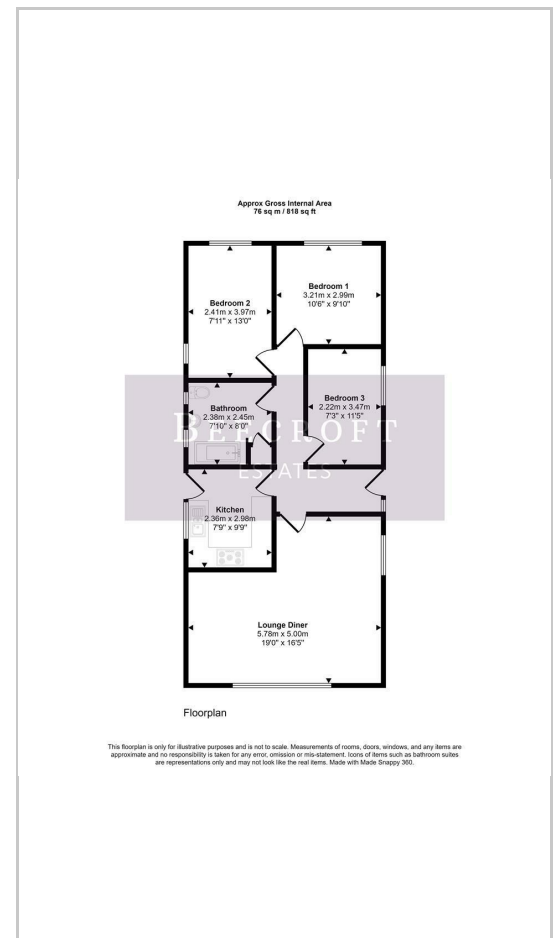 Approx Gross Internal Area
76 sq m / 818 sq ft
Bedroom 2
2.41m x 3.97m
7'11" x 13'0"
Bedroom 1
3.21m x 2.99m
10'6" x 9'10"
Bathroom
2.38m x 2.45m
7'10" x 8'0"
Bedroom 3
2.22m x 3.47m
7'3" x 11'5"
BEECROFT
ESTATES
Kitchen
2.36m x 2.98m
7'9" x 9'9"
Lounge Diner
5.78m x 5.00m
19'0" x 16'5"
Floorplan
This floorplan is only for illustrative purposes and is not to scale. Measurements of rooms, doors, windows, and any items are
approximate and no responsibility is taken for any error, omission or mis-statement. Icons of items such as bathroom suites
are representations only and may not look like the real items. Made with Made Snappy 360.